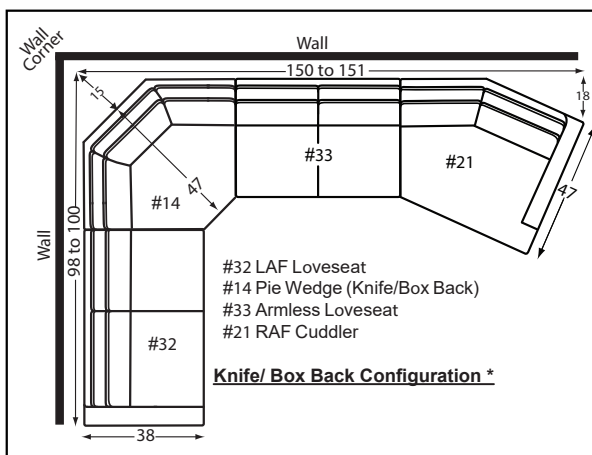 Wall
Corner
Wall
150 to 151
15
18
#33
#21
47
#14
47
Wall
98 to 100
#32 LAF Loveseat
#14 Pie Wedge (Knife/Box Back)
#33 Armless Loveseat
#21 RAF Cuddler
#32
Knife/ Box Back Configuration *
38